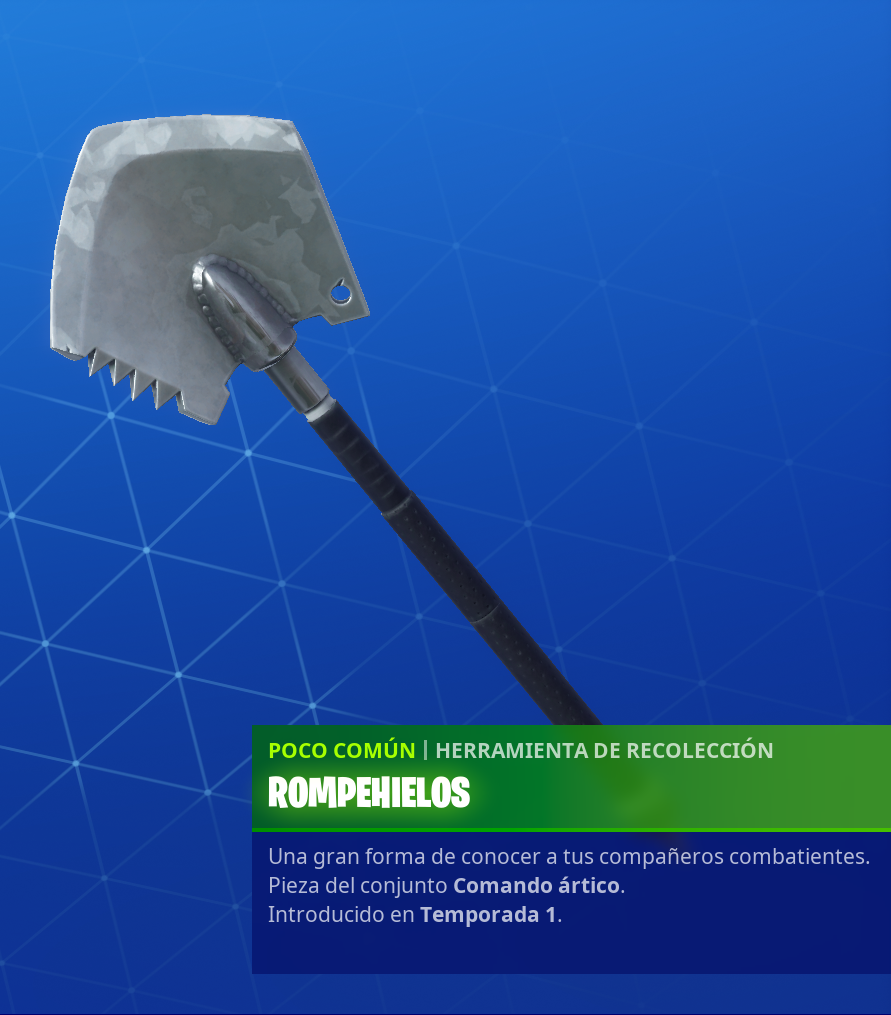 POCO COMÚN | HERRAMIENTA DE RECOLECCIÓN
ROMPEHIELOS
Una gran forma de conocer a tus compañeros combatientes.
Pieza del conjunto Comando ártico.
Introducido en Temporada 1.